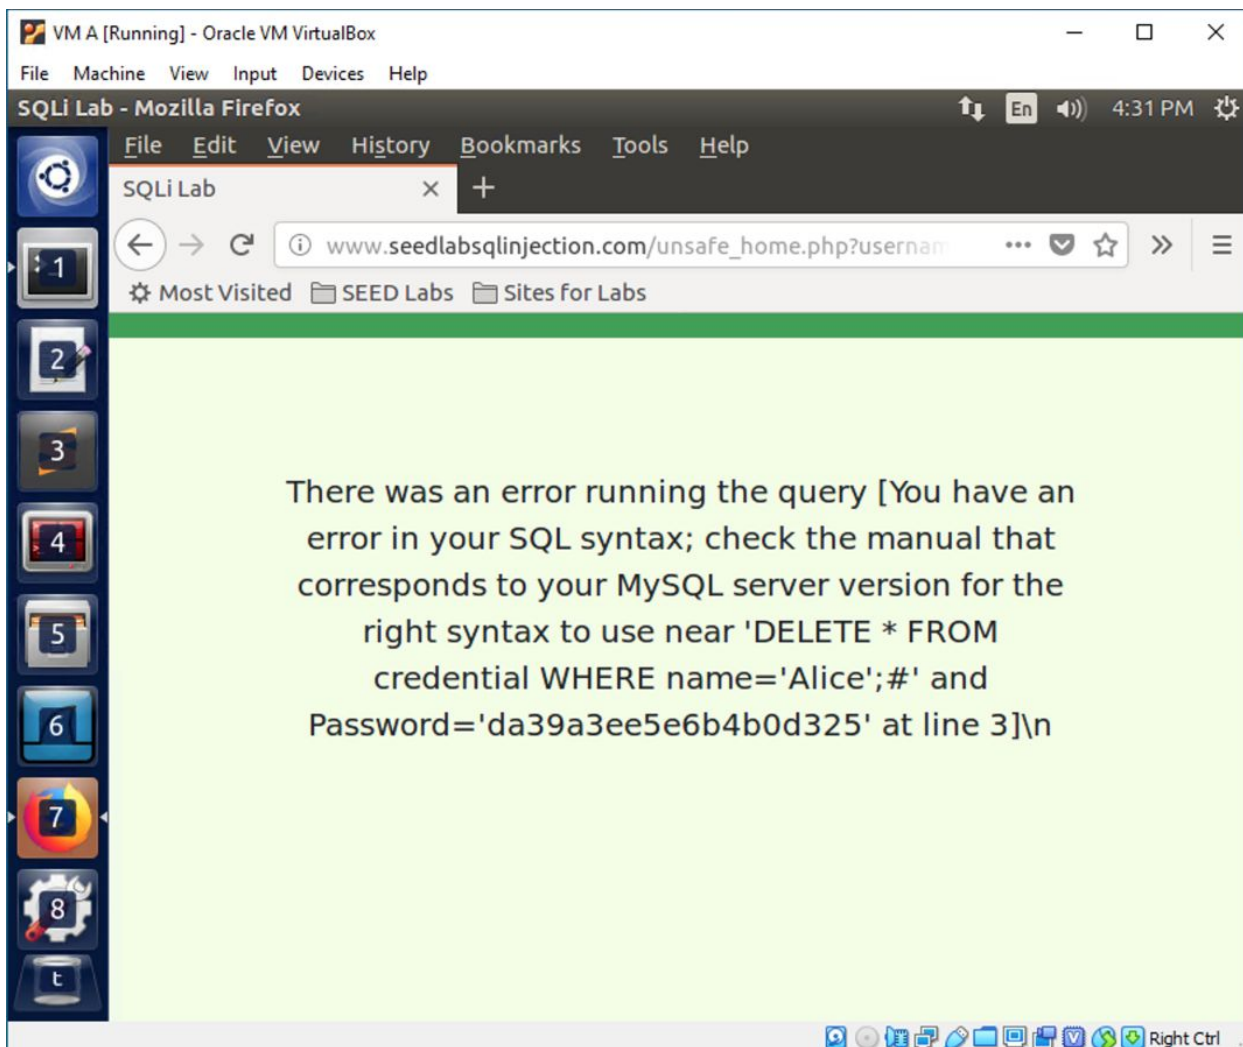 VM A [Running] - Oracle VM VirtualBox
File Machine View Input Devices Help
SQLi Lab - Mozilla Firefox En 4:31 PM
File Edit View History Bookmarks Tools Help
SQLi Lab
www.seedlabsqlinjection.com/unsafe_home.php?usernam
Most Visited SEED Labs Sites for Labs
1
2
3
4
5
6
7
8
t
There was an error running the query [You have an
error in your SQL syntax; check the manual that
corresponds to your MySQL server version for the
right syntax to use near 'DELETE * FROM
credential WHERE name='Alice';#' and
Password='da39a3ee5e6b4b0d325' at line 3]\n
Right Ctrl